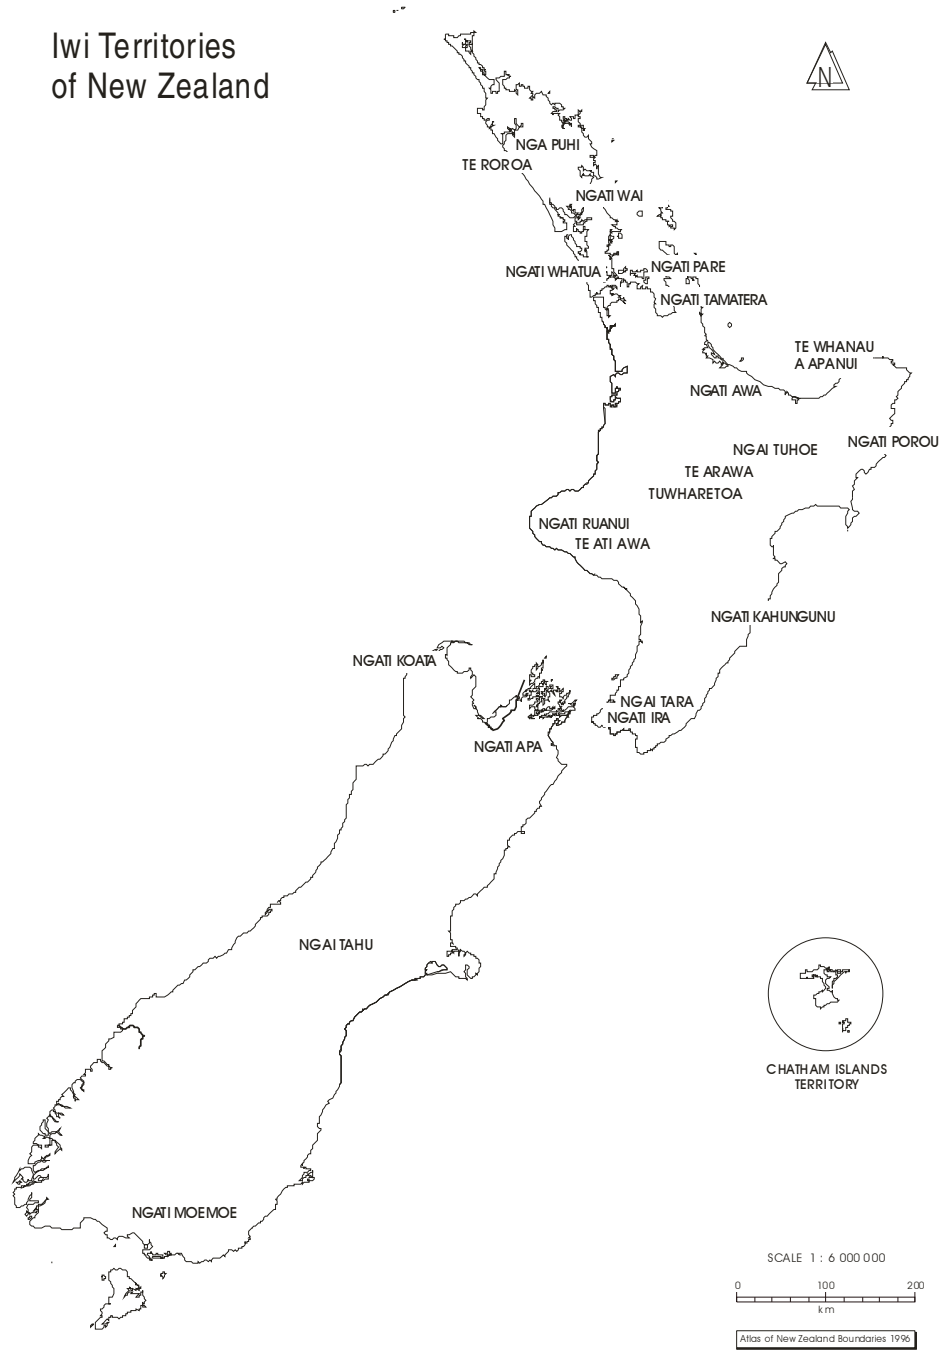 Iwi Territories
of New Zealand
N
NGA PUHI
TE ROROA
NGATI WAI
NGATI WHATUA
NGATI PARE
NGATI TAMATERA
TE WHANAU
A APANUI
NGATI AWA
NGATI POROU
NGAI TUHOE
TE ARAWA
TUWHARETOA
NGATI RUANUI
TE ATI AWA
NGATI KAHUNGUNU
NGATI KOATA
NGAI TARA
NGATI IRA
NGATI APA
NGAI TAHU
CHATHAM ISLANDS
TERRITORY
NGATI MOEMOE
SCALE 1 : 6 000 000
0 100 200
km
Atlas of New Zealand Boundaries 1996